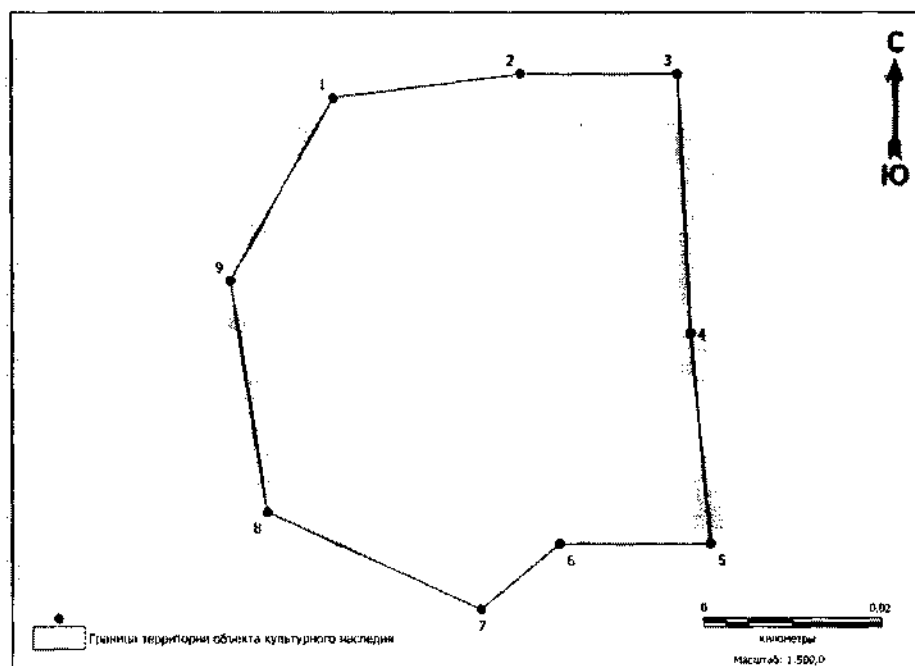 С
2
3
1
Ю
9
4
8
6
5
7
0
0,02
километры
Масштаб: 1:500,0
Граница территории объекта культурного наследия